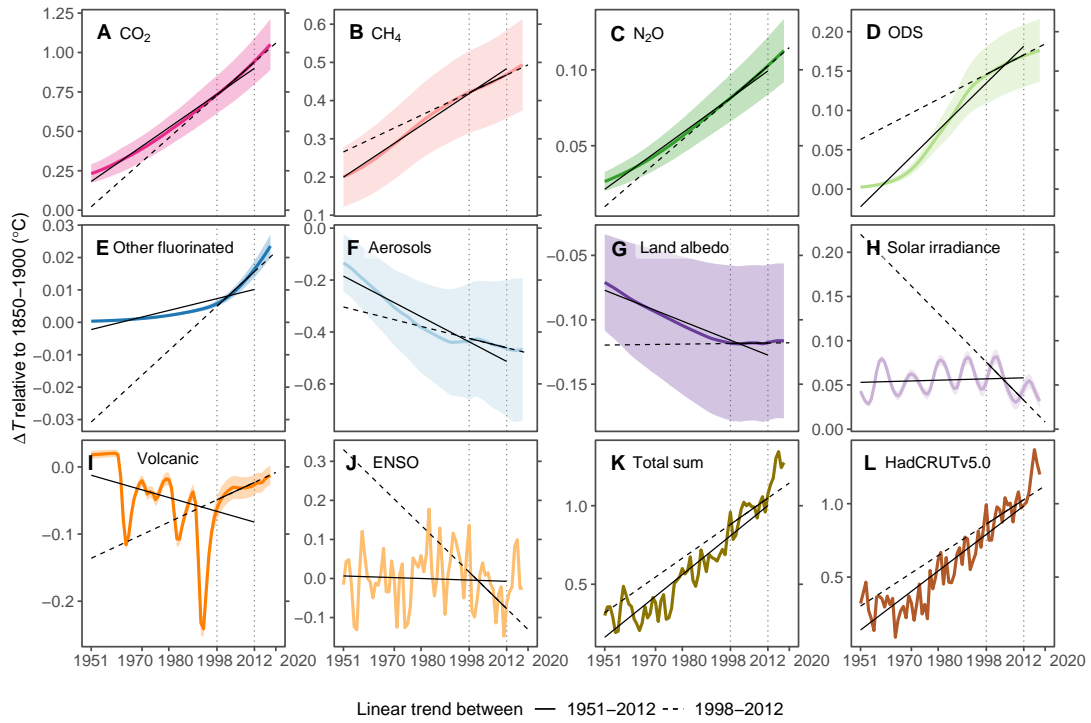 A CO₂
1.25
1.00
0.75
0.50
0.25
0.00
B CH₄
0.6
0.5
0.4
0.3
0.2
0.1
C N₂O
0.10
0.05
D ODS
0.20
0.15
0.10
0.05
0.00
E Other fluorinated
0.03
0.02
0.01
0.00
−0.01
−0.02
−0.03
F Aerosols
0.0
−0.2
−0.4
−0.6
G Land albedo
−0.05
−0.10
−0.15
H Solar irradiance
0.20
0.15
0.10
0.05
0.00
ΔT relative to 1850−1900 (°C)
I Volcanic
0.0
−0.1
−0.2
J ENSO
0.3
0.2
0.1
0.0
−0.1
K Total sum
1.0
0.5
L HadCRUTv5.0
1.0
0.5
1951 1970 1998 2012 2020
1951 1970 1998 2012 2020
1951 1970 1998 2012 2020
1951 1970 1998 2012 2020
Linear trend between 1951−2012 1998−2012